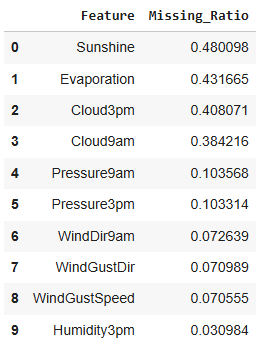 Feature Missing_Ratio
0 Sunshine 0.480098
1 Evaporation 0.431665
2 Cloud3pm 0.408071
3 Cloud9am 0.384216
4 Pressure9am 0.103568
5 Pressure3pm 0.103314
6 WindDir9am 0.072639
7 WindGustDir 0.070989
8 WindGustSpeed 0.070555
9 Humidity3pm 0.030984